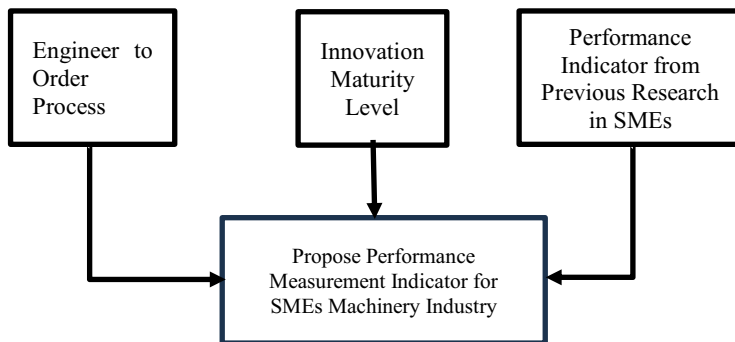 Engineer to
Order
Process
Innovation
Maturity
Level
Performance
Indicator from
Previous Research
in SMEs
Propose Performance
Measurement Indicator for
SMEs Machinery Industry